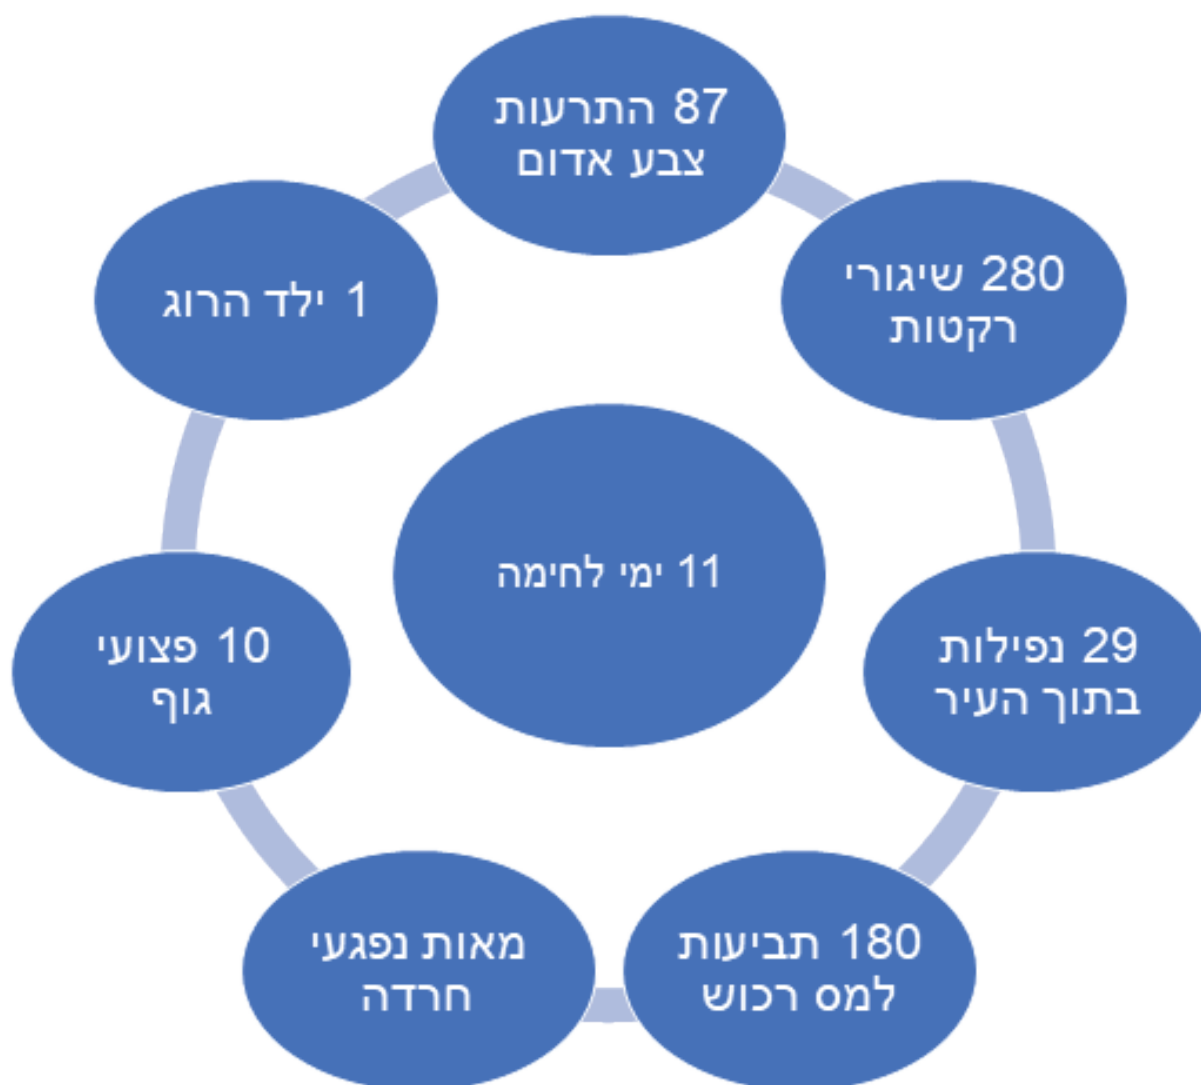 87 התרעות
צבע אדום
280 שיגורי
רקטות
29 נפילות
בתוך העיר
180 תביעות
למס רכוש
מאות נפגעי
חרדה
10 פצועי
גוף
1 ילד הרוג
11 ימי לחימה